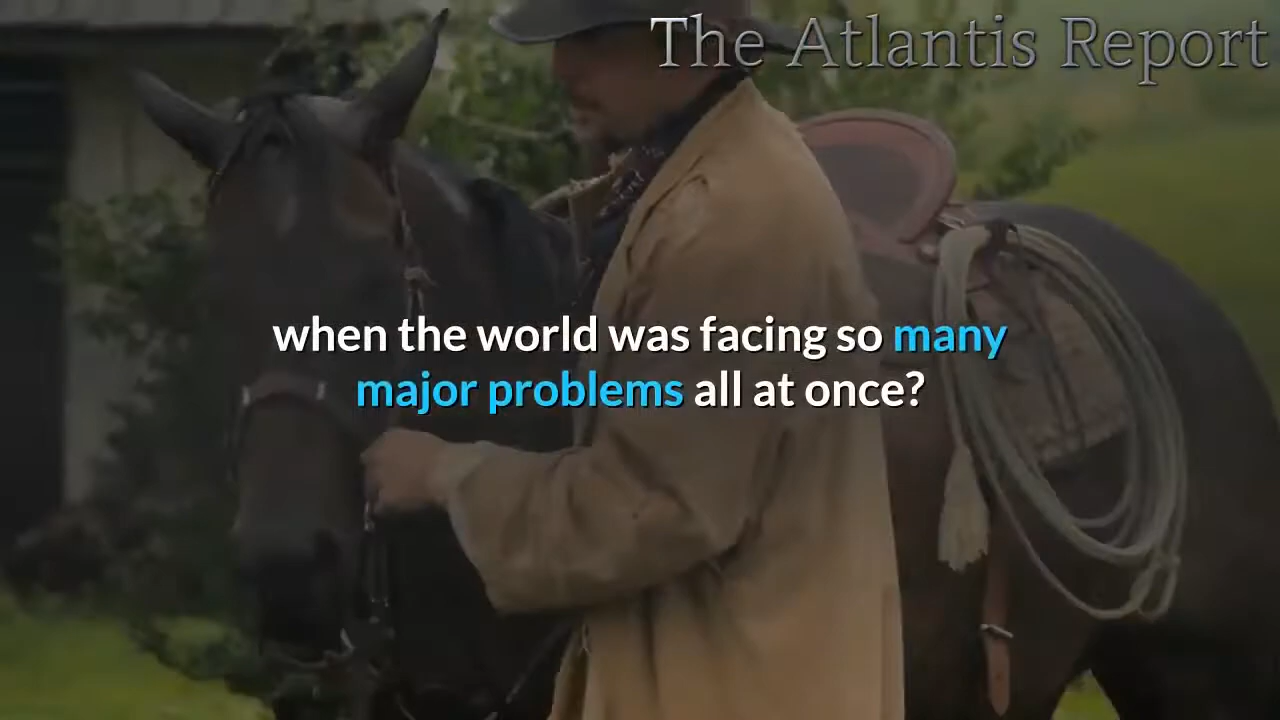 The Atlantis Report
when the world was facing so many
major problems all at once?